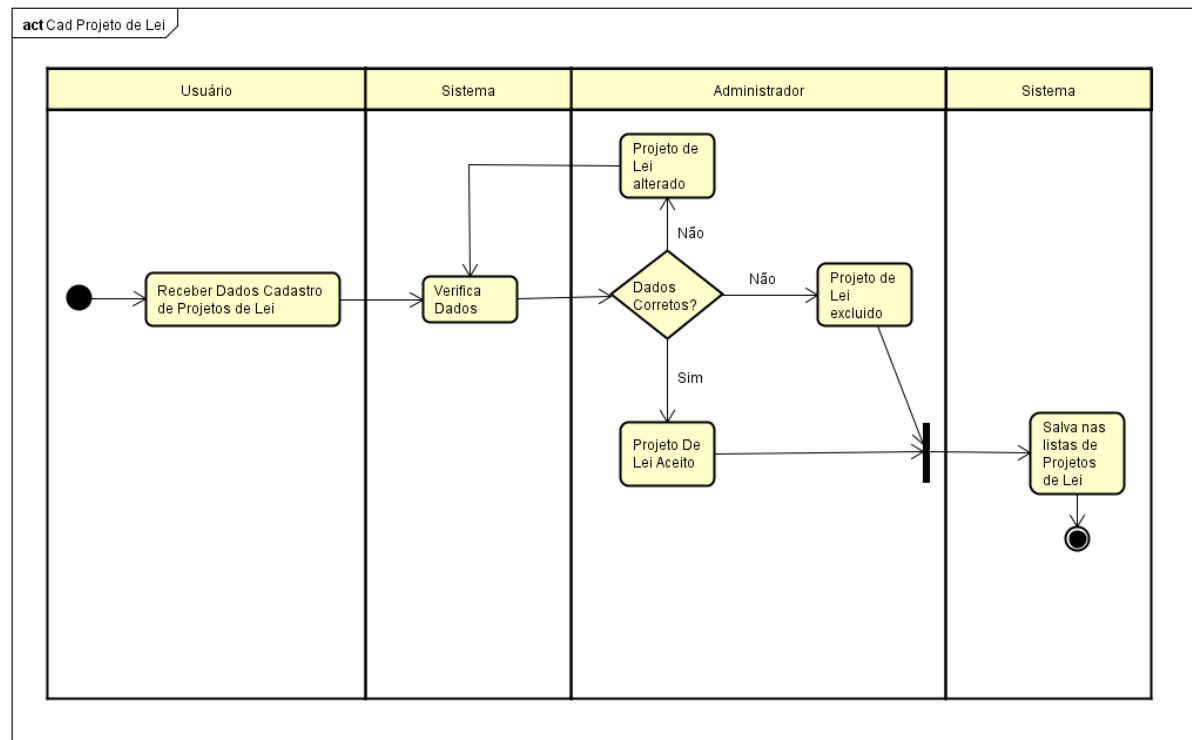 act Cad Projeto de Lei
Usuário
Sistema
Administrador
Sistema
Projeto de
Lei
alterado
Não
Receber Dados Cadastro
de Projetos de Lei
Verifica
Dados
Dados
Corretos?
Não
Projeto de
Lei
excluido
Sim
Projeto De
Lei Aceito
Salva nas
listas de
Projetos
de Lei